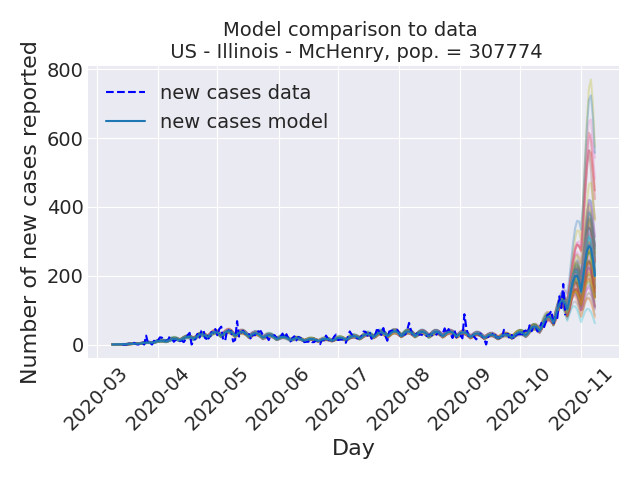 Model comparison to data
US - Illinois - McHenry, pop. = 307774
Number of new cases reported
800
600
400
200
0
new cases data
new cases model
2020-03
2020-04
2020-05
2020-06
2020-07
2020-08
2020-09
2020-10
2020-11
Day